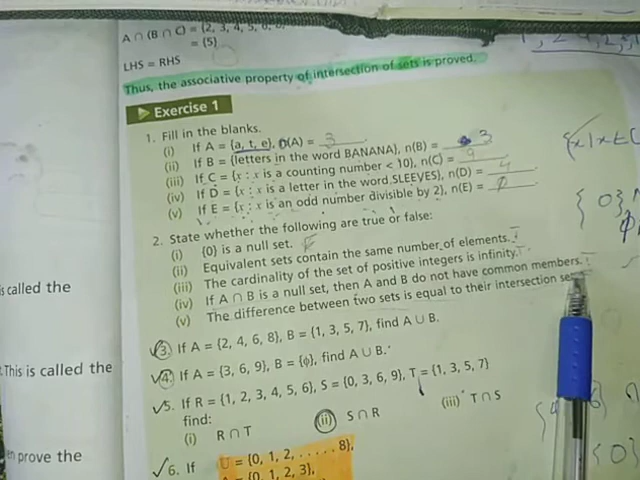 A ∩ (B ∩ C) = {2, 3, 4, 5, 6, 8,
= {5}
LHS = RHS
Thus, the associative property of intersection of sets is proved.
Exercise 1
1. Fill in the blanks.
(i) If A = {a, t, e}, n(A) = 3
(ii) If B = {letters in the word BANANA}, n(B) = 3
(iii) If C = {x : x is a counting number < 10}, n(C) = 9
(iv) If D = {x : x is a letter in the word SLEEVES}, n(D) = 4
(v) If E = {x : x is an odd number divisible by 2}, n(E) =
2. State whether the following are true or false:
(i) {0} is a null set. F
(ii) Equivalent sets contain the same number of elements. T
(iii) The cardinality of the set of positive integers is infinity. T
(iv) If A ∩ B is a null set, then A and B do not have common members.
(v) The difference between two sets is equal to their intersection set.
3. If A = {2, 4, 6, 8}, B = {1, 3, 5, 7}, find A ∪ B.
4. If A = {3, 6, 9}, B = {ϕ}, find A ∪ B.
5. If R = {1, 2, 3, 4, 5, 6}, S = {0, 3, 6, 9}, T = {1, 3, 5, 7}
find:
(i) R ∩ T (ii) S ∩ R (iii) T ∩ S
6. If U = {0, 1, 2, ..... 8},
A = {0, 1, 2, 3},
is called the
This is called the
prove the
{x | x ∈
{0}
{0}